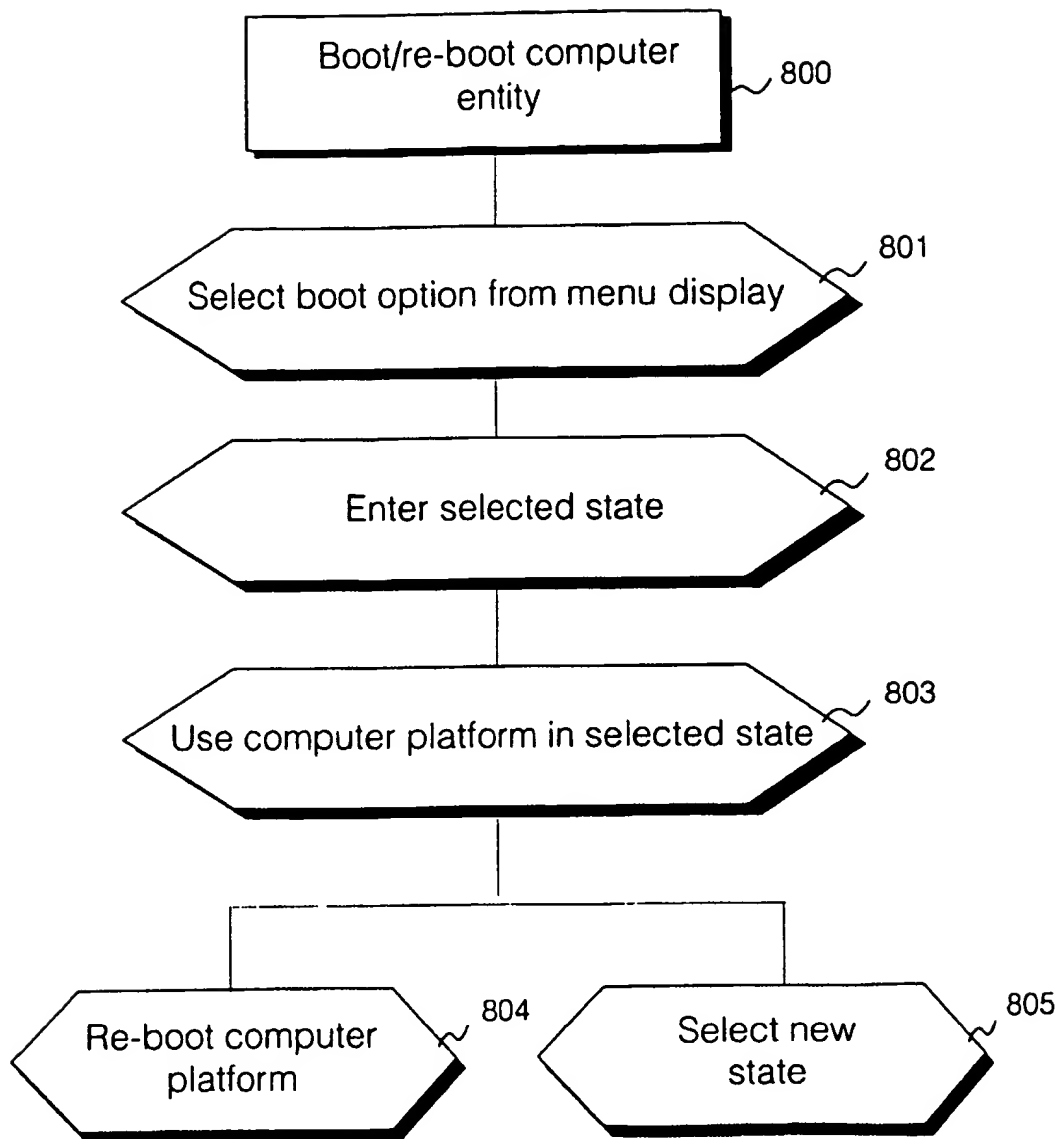 Boot/re-boot computer
entity
800
Select boot option from menu display
801
Enter selected state
802
Use computer platform in selected state
803
Re-boot computer
platform
804
Select new
state
805